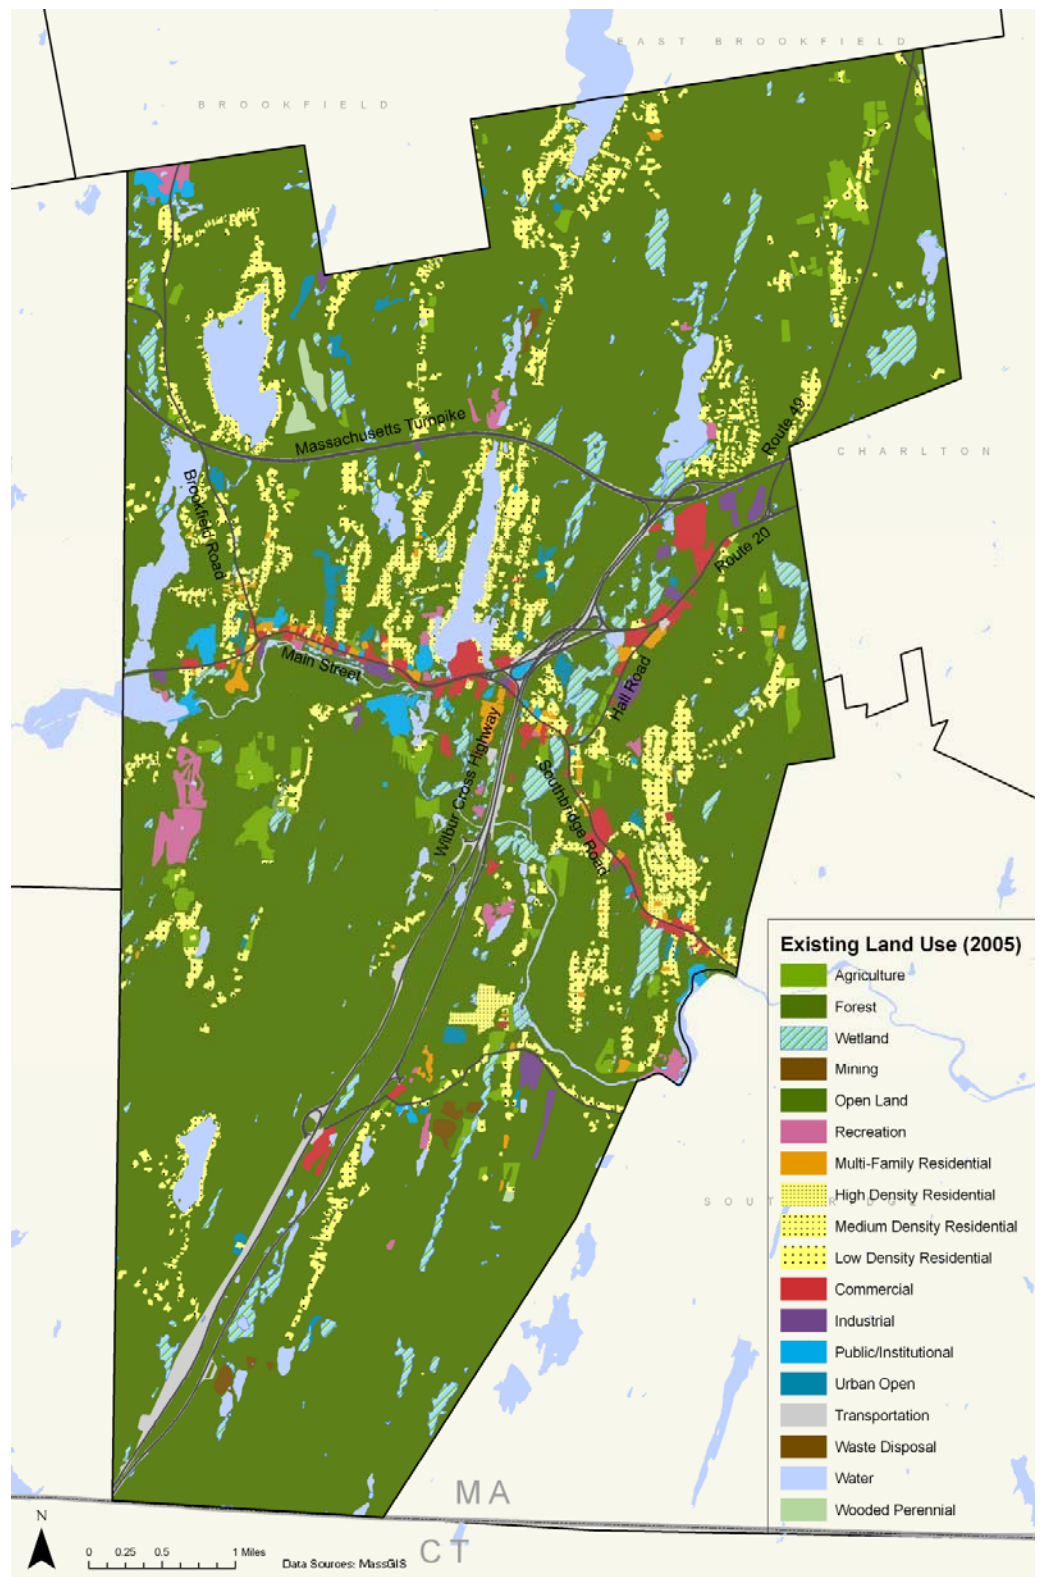 EAST BROOKFIELD
BROOKFIELD
Massachusetts Turnpike
Route 49
CHARLTON
Brookfield Road
Route 20
Main Street
Hall Road
Wilbur Cross Highway
Southbridge Road
Existing Land Use (2005)
Agriculture
Forest
Wetland
Mining
Open Land
Recreation
Multi-Family Residential
High Density Residential
Medium Density Residential
Low Density Residential
Commercial
Industrial
Public/Institutional
Urban Open
Transportation
Waste Disposal
Water
Wooded Perennial
MA
CT
N
0 0.25 0.5 1 Miles
Data Sources: MassGIS